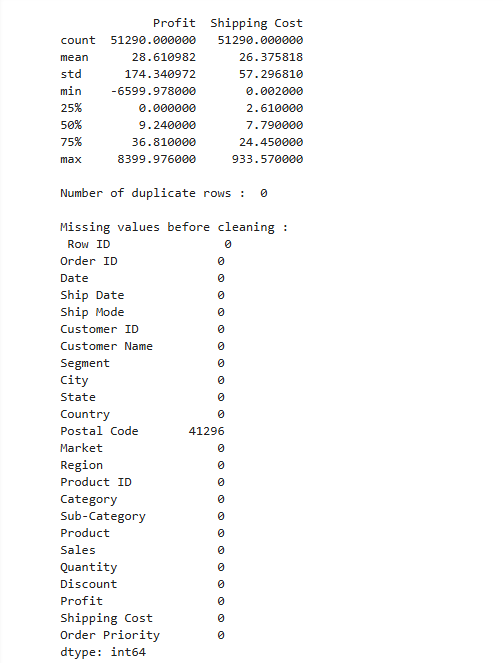 Profit Shipping Cost
count 51290.000000 51290.000000
mean 28.610982 26.375818
std 174.340972 57.296810
min -6599.978000 0.002000
25% 0.000000 2.610000
50% 9.240000 7.790000
75% 36.810000 24.450000
max 8399.976000 933.570000
Number of duplicate rows : 0
Missing values before cleaning :
Row ID 0
Order ID 0
Date 0
Ship Date 0
Ship Mode 0
Customer ID 0
Customer Name 0
Segment 0
City 0
State 0
Country 0
Postal Code 41296
Market 0
Region 0
Product ID 0
Category 0
Sub-Category 0
Product 0
Sales 0
Quantity 0
Discount 0
Profit 0
Shipping Cost 0
Order Priority 0
dtype: int64